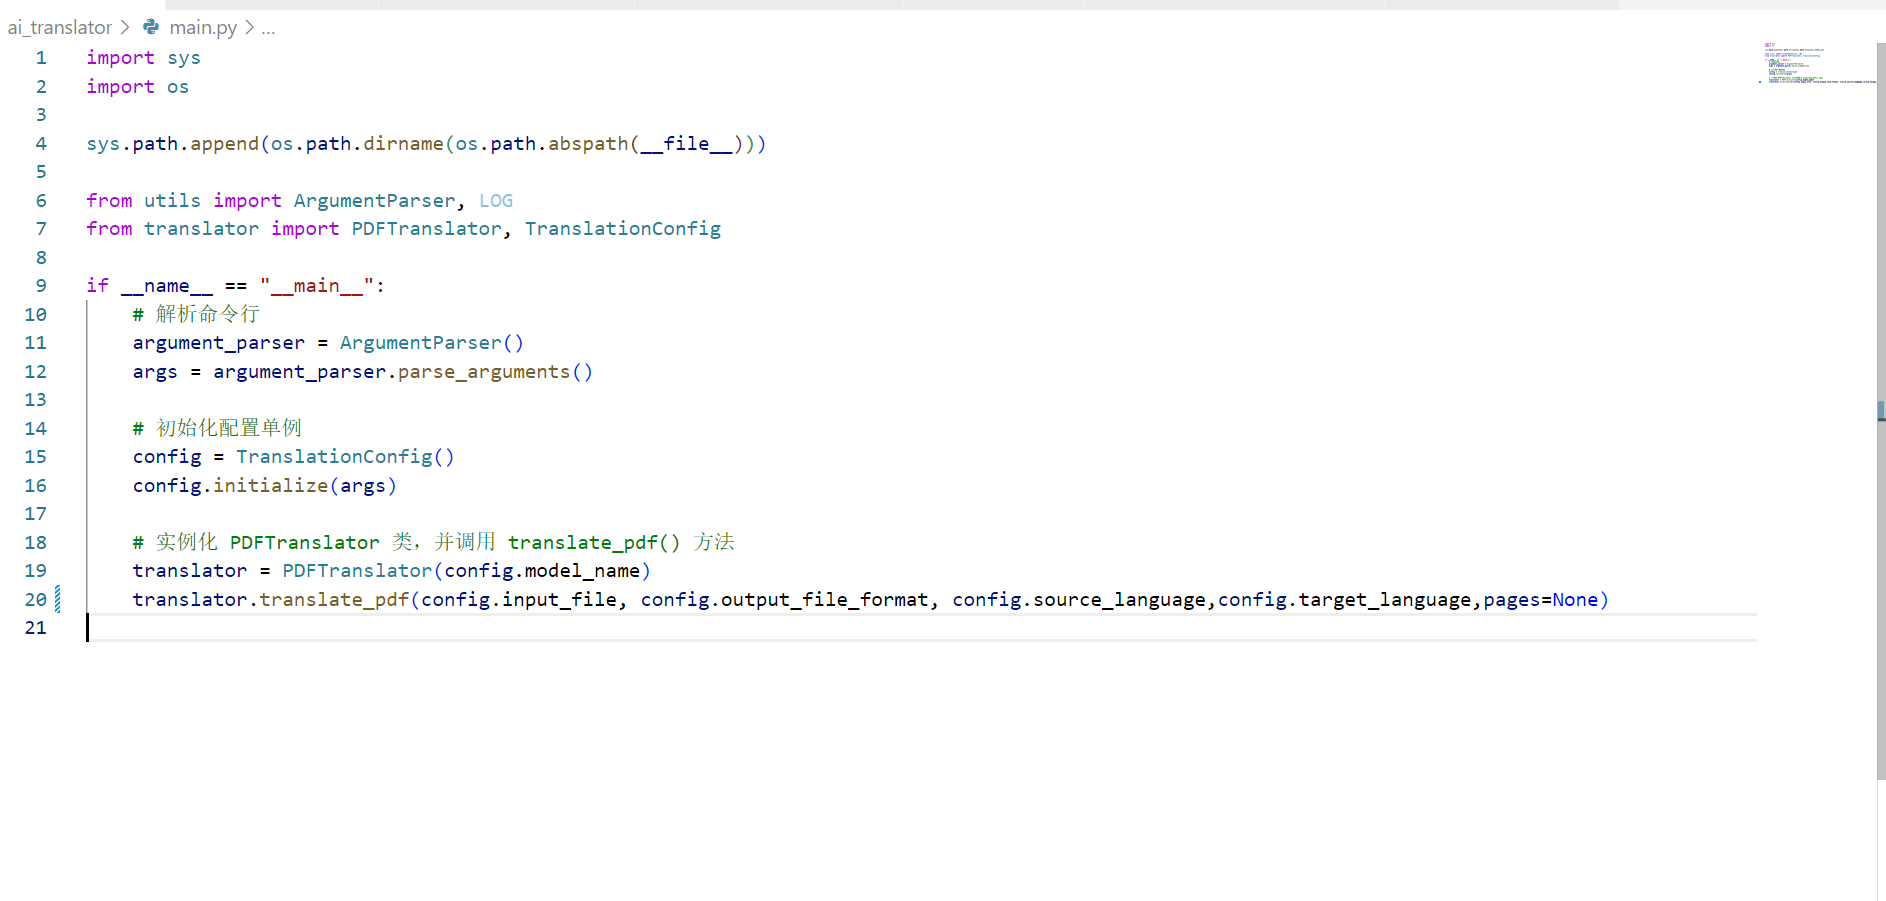 ai_translator > main.py > ...
1 import sys
2 import os
3
4 sys.path.append(os.path.dirname(os.path.abspath(__file__)))
5
6 from utils import ArgumentParser, LOG
7 from translator import PDFTranslator, TranslationConfig
8
9 if __name__ == "__main__":
10     # 解析命令行
11     argument_parser = ArgumentParser()
12     args = argument_parser.parse_arguments()
13
14     # 初始化配置单例
15     config = TranslationConfig()
16     config.initialize(args)
17
18     # 实例化 PDFTranslator 类，并调用 translate_pdf() 方法
19     translator = PDFTranslator(config.model_name)
20     translator.translate_pdf(config.input_file, config.output_file_format, config.source_language,config.target_language,pages=None)
21